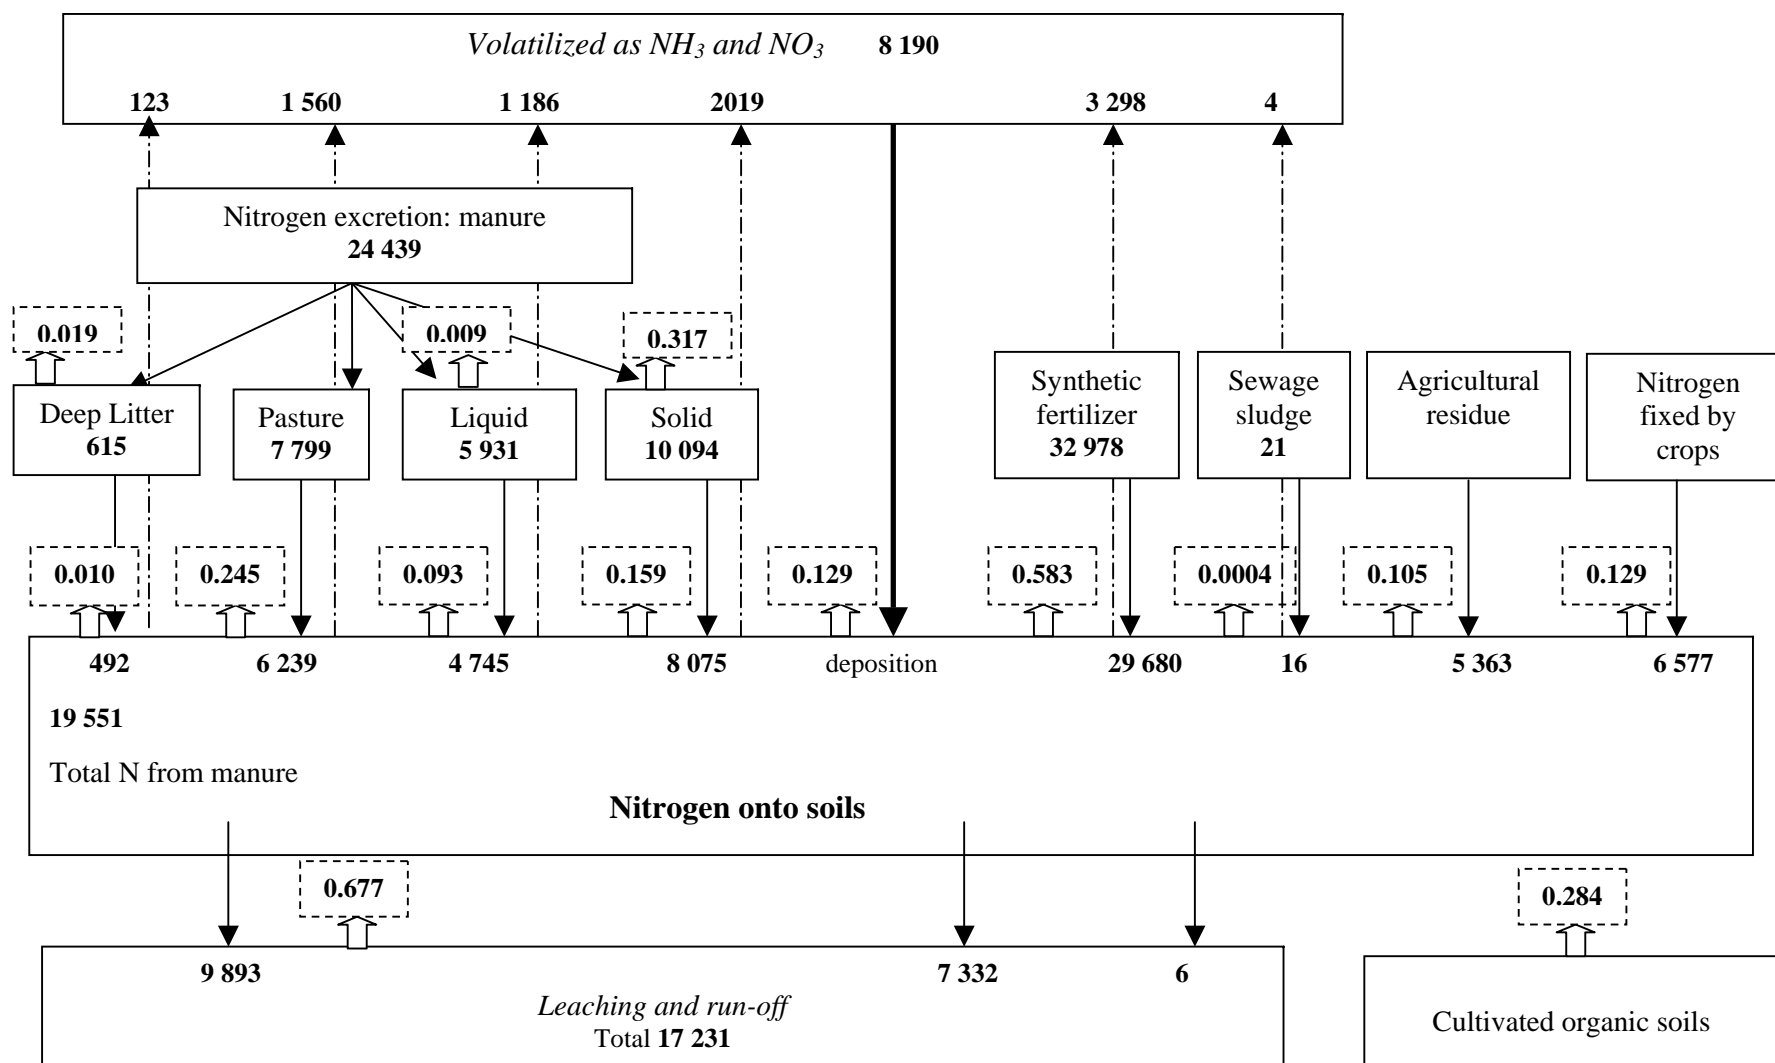 Volatilized as NH3 and NO3 8 190
123 1 560 1 186 2019 3 298 4
Nitrogen excretion: manure
24 439
0.019 0.009 0.317
Deep Litter
615
Pasture
7 799
Liquid
5 931
Solid
10 094
Synthetic
fertilizer
32 978
Sewage
sludge
21
Agricultural
residue
Nitrogen
fixed by
crops
0.010 0.245 0.093 0.159 0.129 0.583 0.0004 0.105 0.129
492 6 239 4 745 8 075 deposition 29 680 16 5 363 6 577
19 551
Total N from manure
Nitrogen onto soils
0.677 0.284
9 893 7 332 6
Leaching and run-off
Total 17 231
Cultivated organic soils